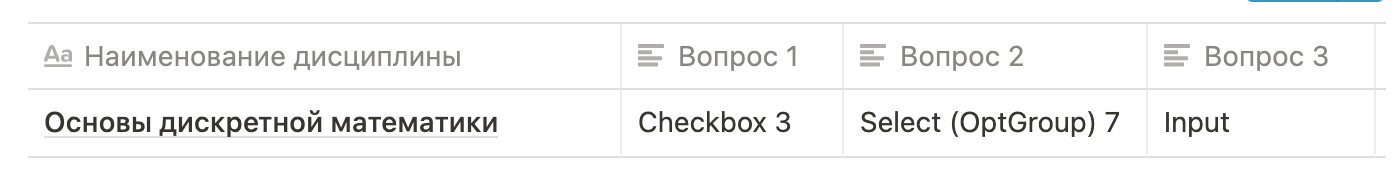 Aa Наименование дисциплины Вопрос 1 Вопрос 2 Вопрос 3
Основы дискретной математики Checkbox 3 Select (OptGroup) 7 Input